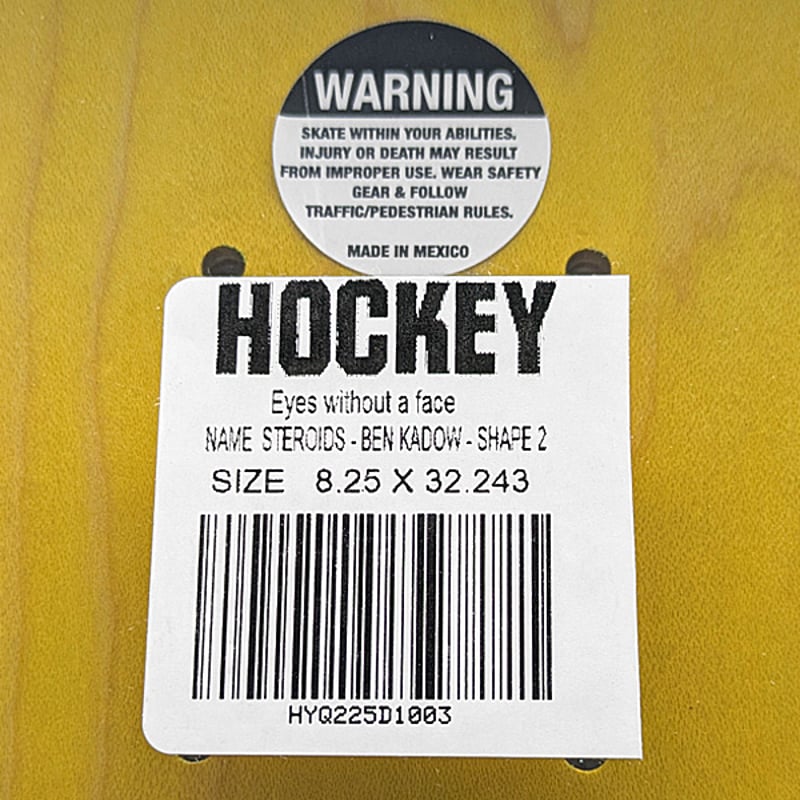 WARNING
SKATE WITHIN YOUR ABILITIES.
INJURY OR DEATH MAY RESULT
FROM IMPROPER USE. WEAR SAFETY
GEAR & FOLLOW
TRAFFIC/PEDESTRIAN RULES.
MADE IN MEXICO
HOCKEY
Eyes without a face
NAME STEROIDS - BEN KADOW - SHAPE 2
SIZE 8.25 X 32.243
HYQ225D1003